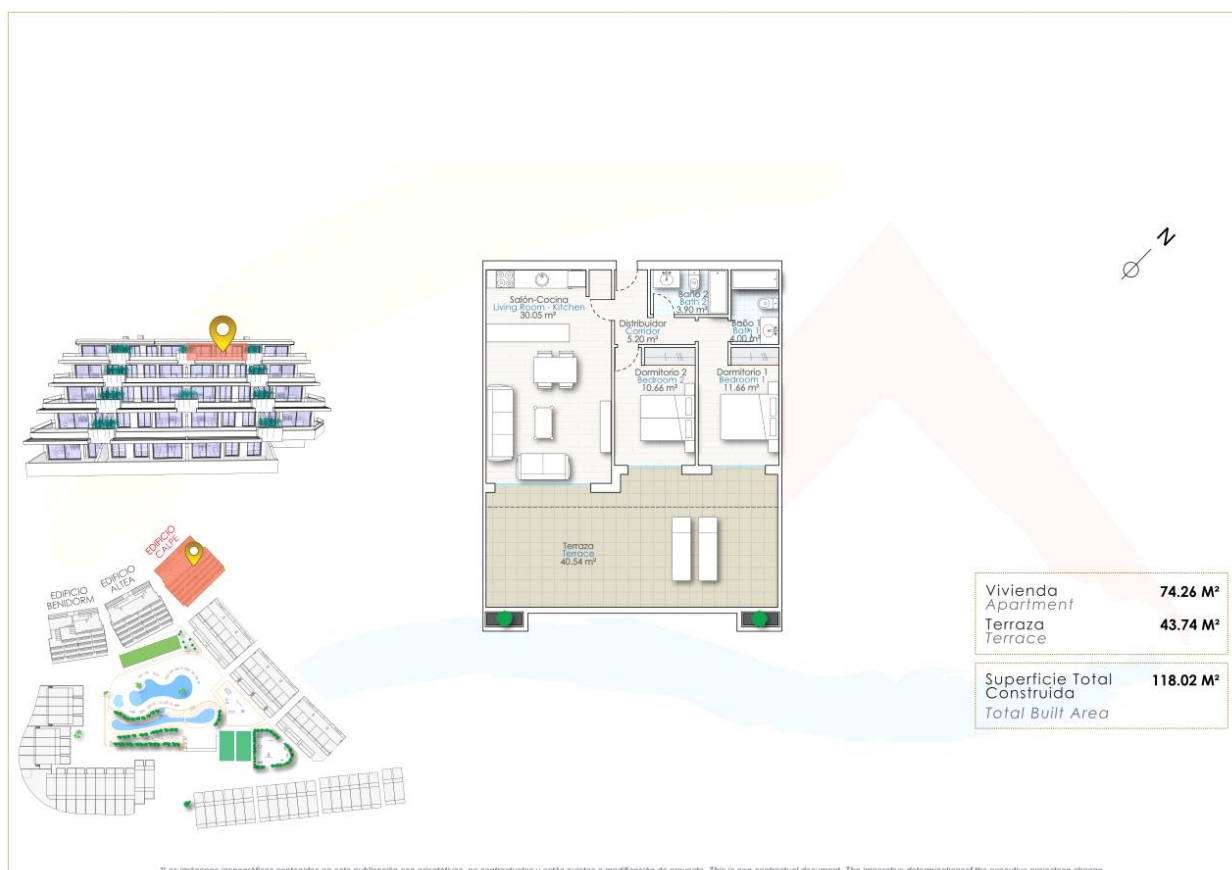 N
Salón-Cocina
Living Room - Kitchen
30.05 m²
Distribuidor
Corridor
5.20 m²
Baño 2
Bath 2
3.90 m²
Baño 1
Bath 1
4.00 m²
Dormitorio 2
Bedroom 2
10.66 m²
Dormitorio 1
Bedroom 1
11.66 m²
Terraza
Terrace
40.54 m²
EDIFICIO
CALPE
EDIFICIO
ALTEA
EDIFICIO
BENIDORM
Vivienda 74.26 M²
Apartment
Terraza 43.74 M²
Terrace
Superficie Total 118.02 M²
Construida
Total Built Area